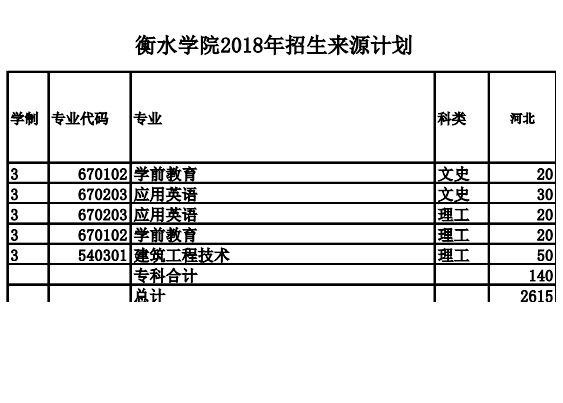 衡水学院2018年招生来源计划
学制 专业代码 专业 科类 河北
3 670102 学前教育 文史 20
3 670203 应用英语 文史 30
3 670203 应用英语 理工 20
3 670102 学前教育 理工 20
3 540301 建筑工程技术 理工 50
专科合计 140
总计 2615